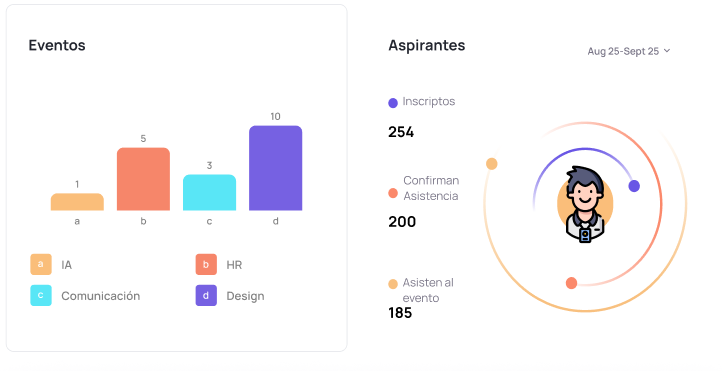 Eventos
1
5
3
10
a
b
c
d
a IA
b HR
c Comunicación
d Design
Aspirantes
Aug 25-Sept 25
Inscriptos
254
Confirman
Asistencia
200
Asisten al
evento
185